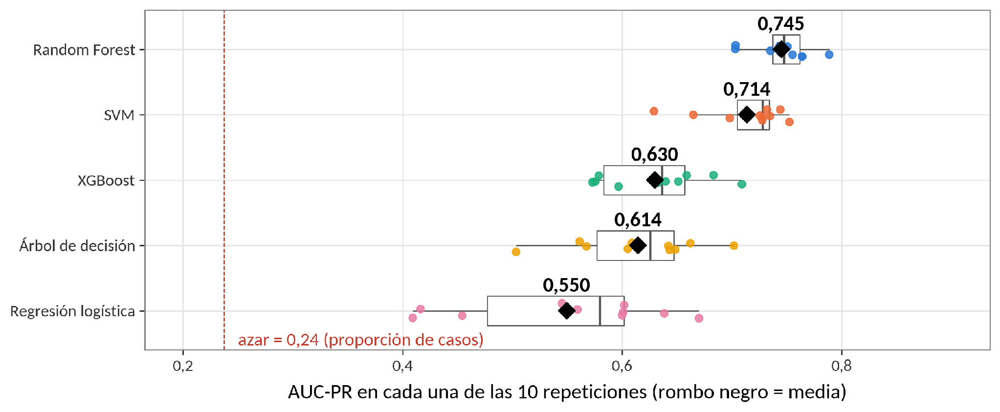 0,745
Random Forest
0,714
SVM
0,630
XGBoost
0,614
Árbol de decisión
0,550
Regresión logística
azar = 0,24 (proporción de casos)
0,2 0,4 0,6 0,8
AUC-PR en cada una de las 10 repeticiones (rombo negro = media)